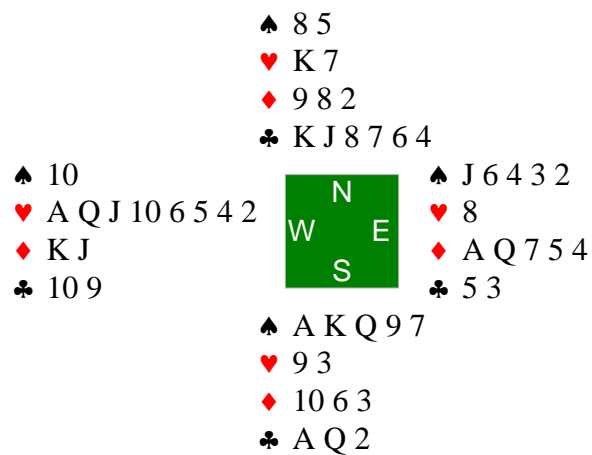 ♠ 8 5
♥ K 7
♦ 9 8 2
♣ K J 8 7 6 4
♠ 10
♥ A Q J 10 6 5 4 2
♦ K J
♣ 10 9
N
W E
S
♠ J 6 4 3 2
♥ 8
♦ A Q 7 5 4
♣ 5 3
♠ A K Q 9 7
♥ 9 3
♦ 10 6 3
♣ A Q 2